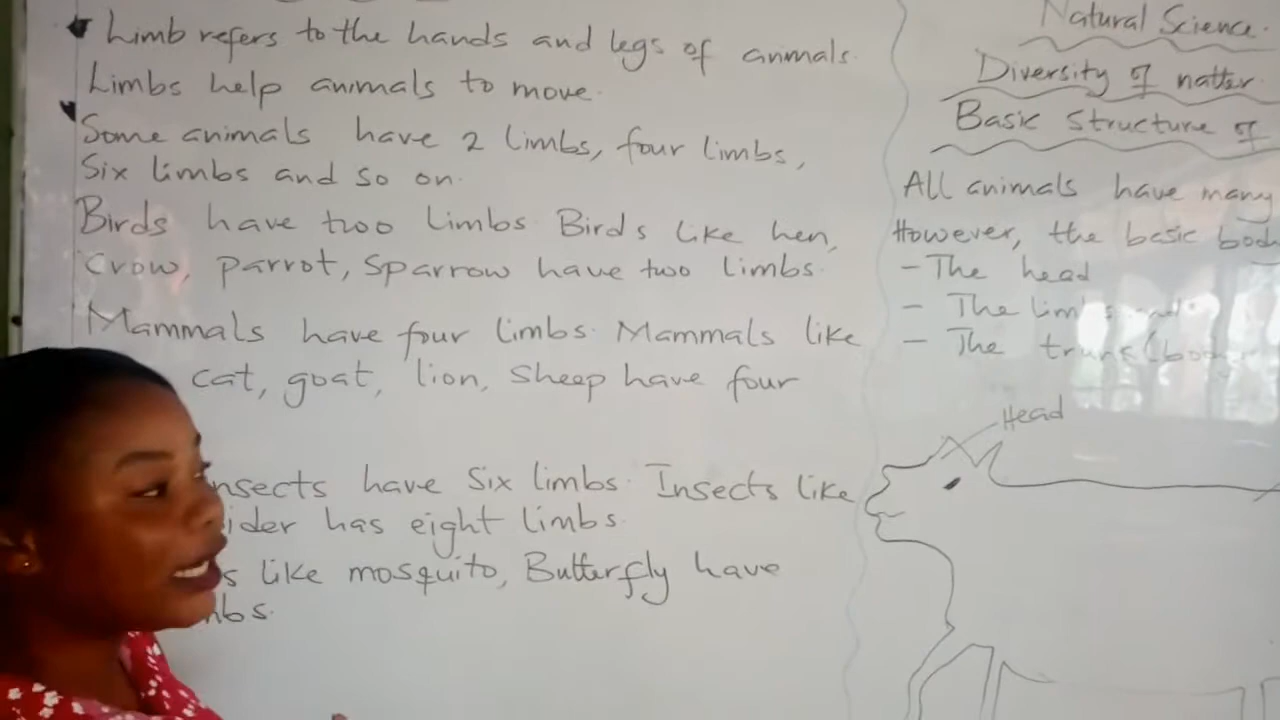 Limb refers to the hands and legs of animals.
Limbs help animals to move.
Some animals have 2 limbs, four limbs,
Six limbs and so on.
Birds have two limbs. Birds like hen,
Crow, parrot, Sparrow have two limbs.
Mammals have four limbs. Mammals like
cat, goat, lion, Sheep have four
nsects have Six limbs. Insects like
ider has eight limbs.
s like mosquito, Butterfly have
mbs.
Natural Science.
Diversity of matter
Basic Structure of
All animals have many
However, the basic body
- The head
- The limbs and
- The trunk (body
Head